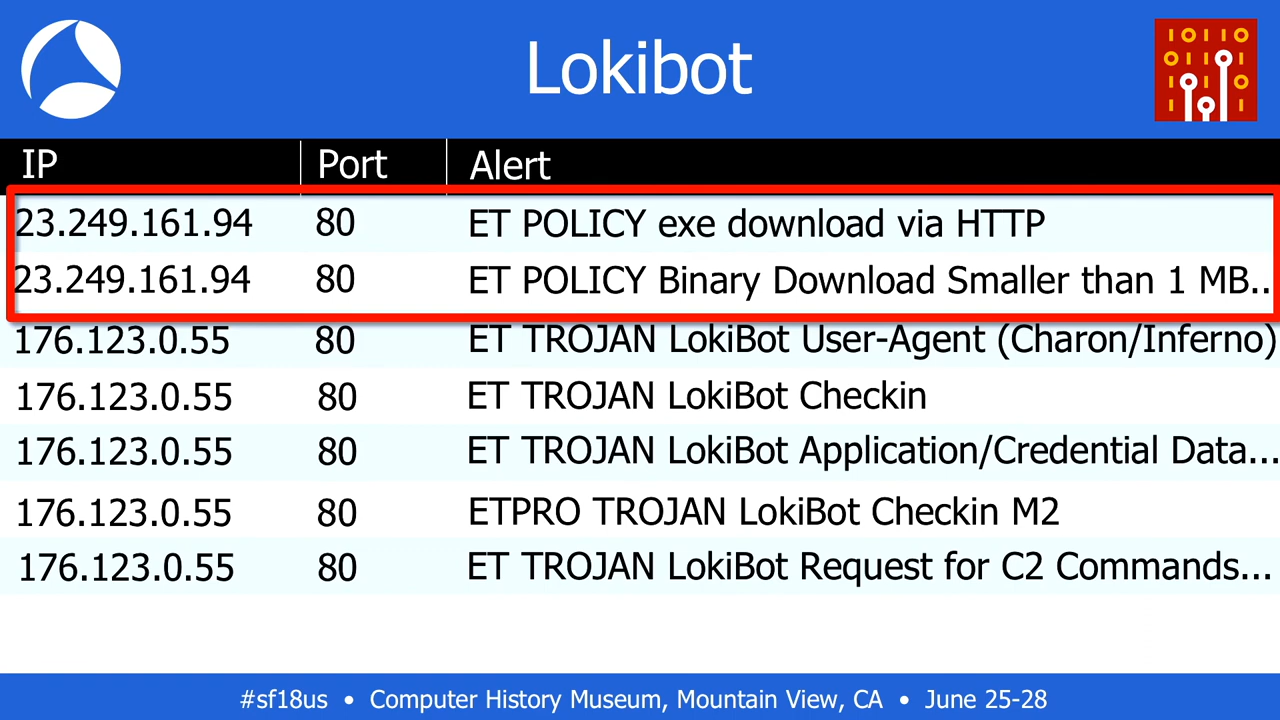 Lokibot
IP Port Alert
23.249.161.94 80 ET POLICY exe download via HTTP
23.249.161.94 80 ET POLICY Binary Download Smaller than 1 MB..
176.123.0.55 80 ET TROJAN LokiBot User-Agent (Charon/Inferno)
176.123.0.55 80 ET TROJAN LokiBot Checkin
176.123.0.55 80 ET TROJAN LokiBot Application/Credential Data...
176.123.0.55 80 ETPRO TROJAN LokiBot Checkin M2
176.123.0.55 80 ET TROJAN LokiBot Request for C2 Commands...
#sf18us • Computer History Museum, Mountain View, CA • June 25-28